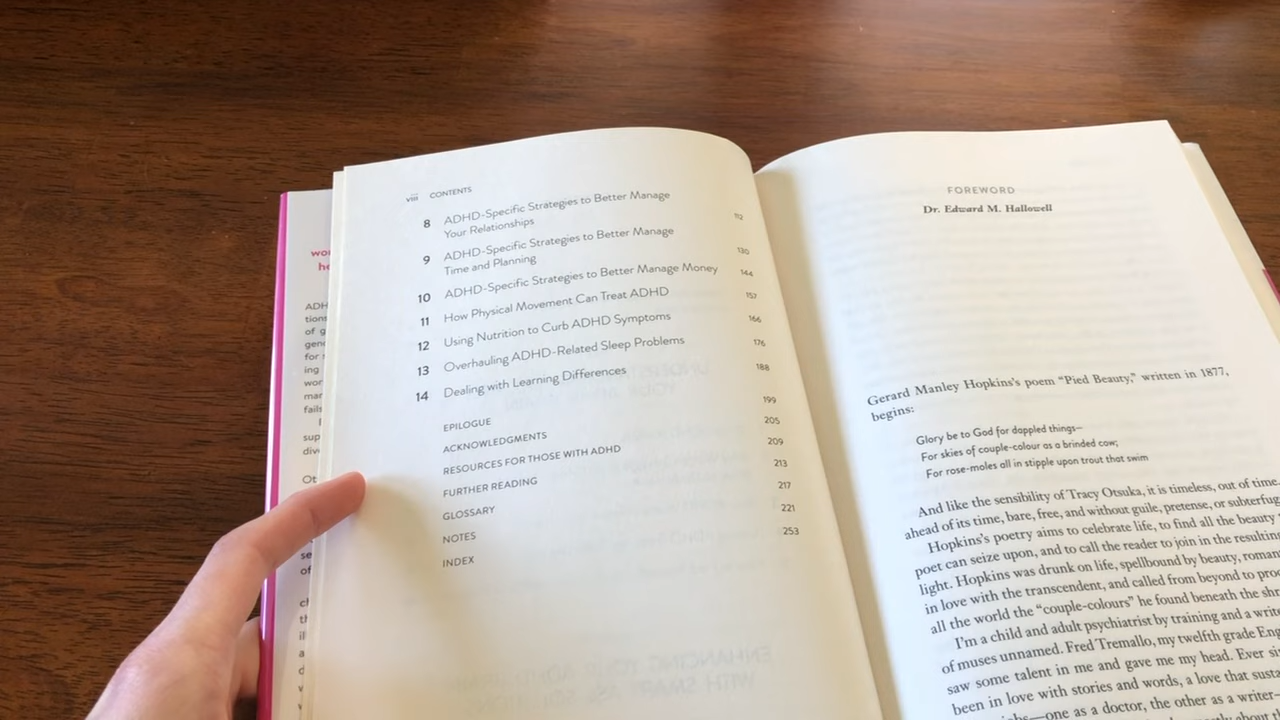 viii CONTENTS
8 ADHD-Specific Strategies to Better Manage
Your Relationships 112
9 ADHD-Specific Strategies to Better Manage
Time and Planning 130
10 ADHD-Specific Strategies to Better Manage Money 144
11 How Physical Movement Can Treat ADHD 157
12 Using Nutrition to Curb ADHD Symptoms 166
13 Overhauling ADHD-Related Sleep Problems 176
14 Dealing with Learning Differences 188
EPILOGUE 199
ACKNOWLEDGMENTS 205
RESOURCES FOR THOSE WITH ADHD 209
FURTHER READING 213
GLOSSARY 217
NOTES 221
INDEX 253
FOREWORD
Dr. Edward M. Hallowell
Gerard Manley Hopkins's poem “Pied Beauty,” written in 1877,
begins:
Glory be to God for dappled things—
For skies of couple-colour as a brinded cow;
For rose-moles all in stipple upon trout that swim
And like the sensibility of Tracy Otsuka, it is timeless, out of time,
ahead of its time, bare, free, and without guile, pretense, or
Hopkins's poetry aims to celebrate life, to find all the beauty
poet can seize upon, and to call the reader to join in the
light. Hopkins was drunk on life, spellbound by beauty,
in love with the transcendent, and called from beyond to
all the world the “couple-colours” he found beneath the
I'm a child and adult psychiatrist by training and a
of muses unnamed. Fred Tremallo, my twelfth grade
saw some talent in me and gave me my head. Ever
been in love with stories and words, a love that
—one as a doctor, the other as a writer—